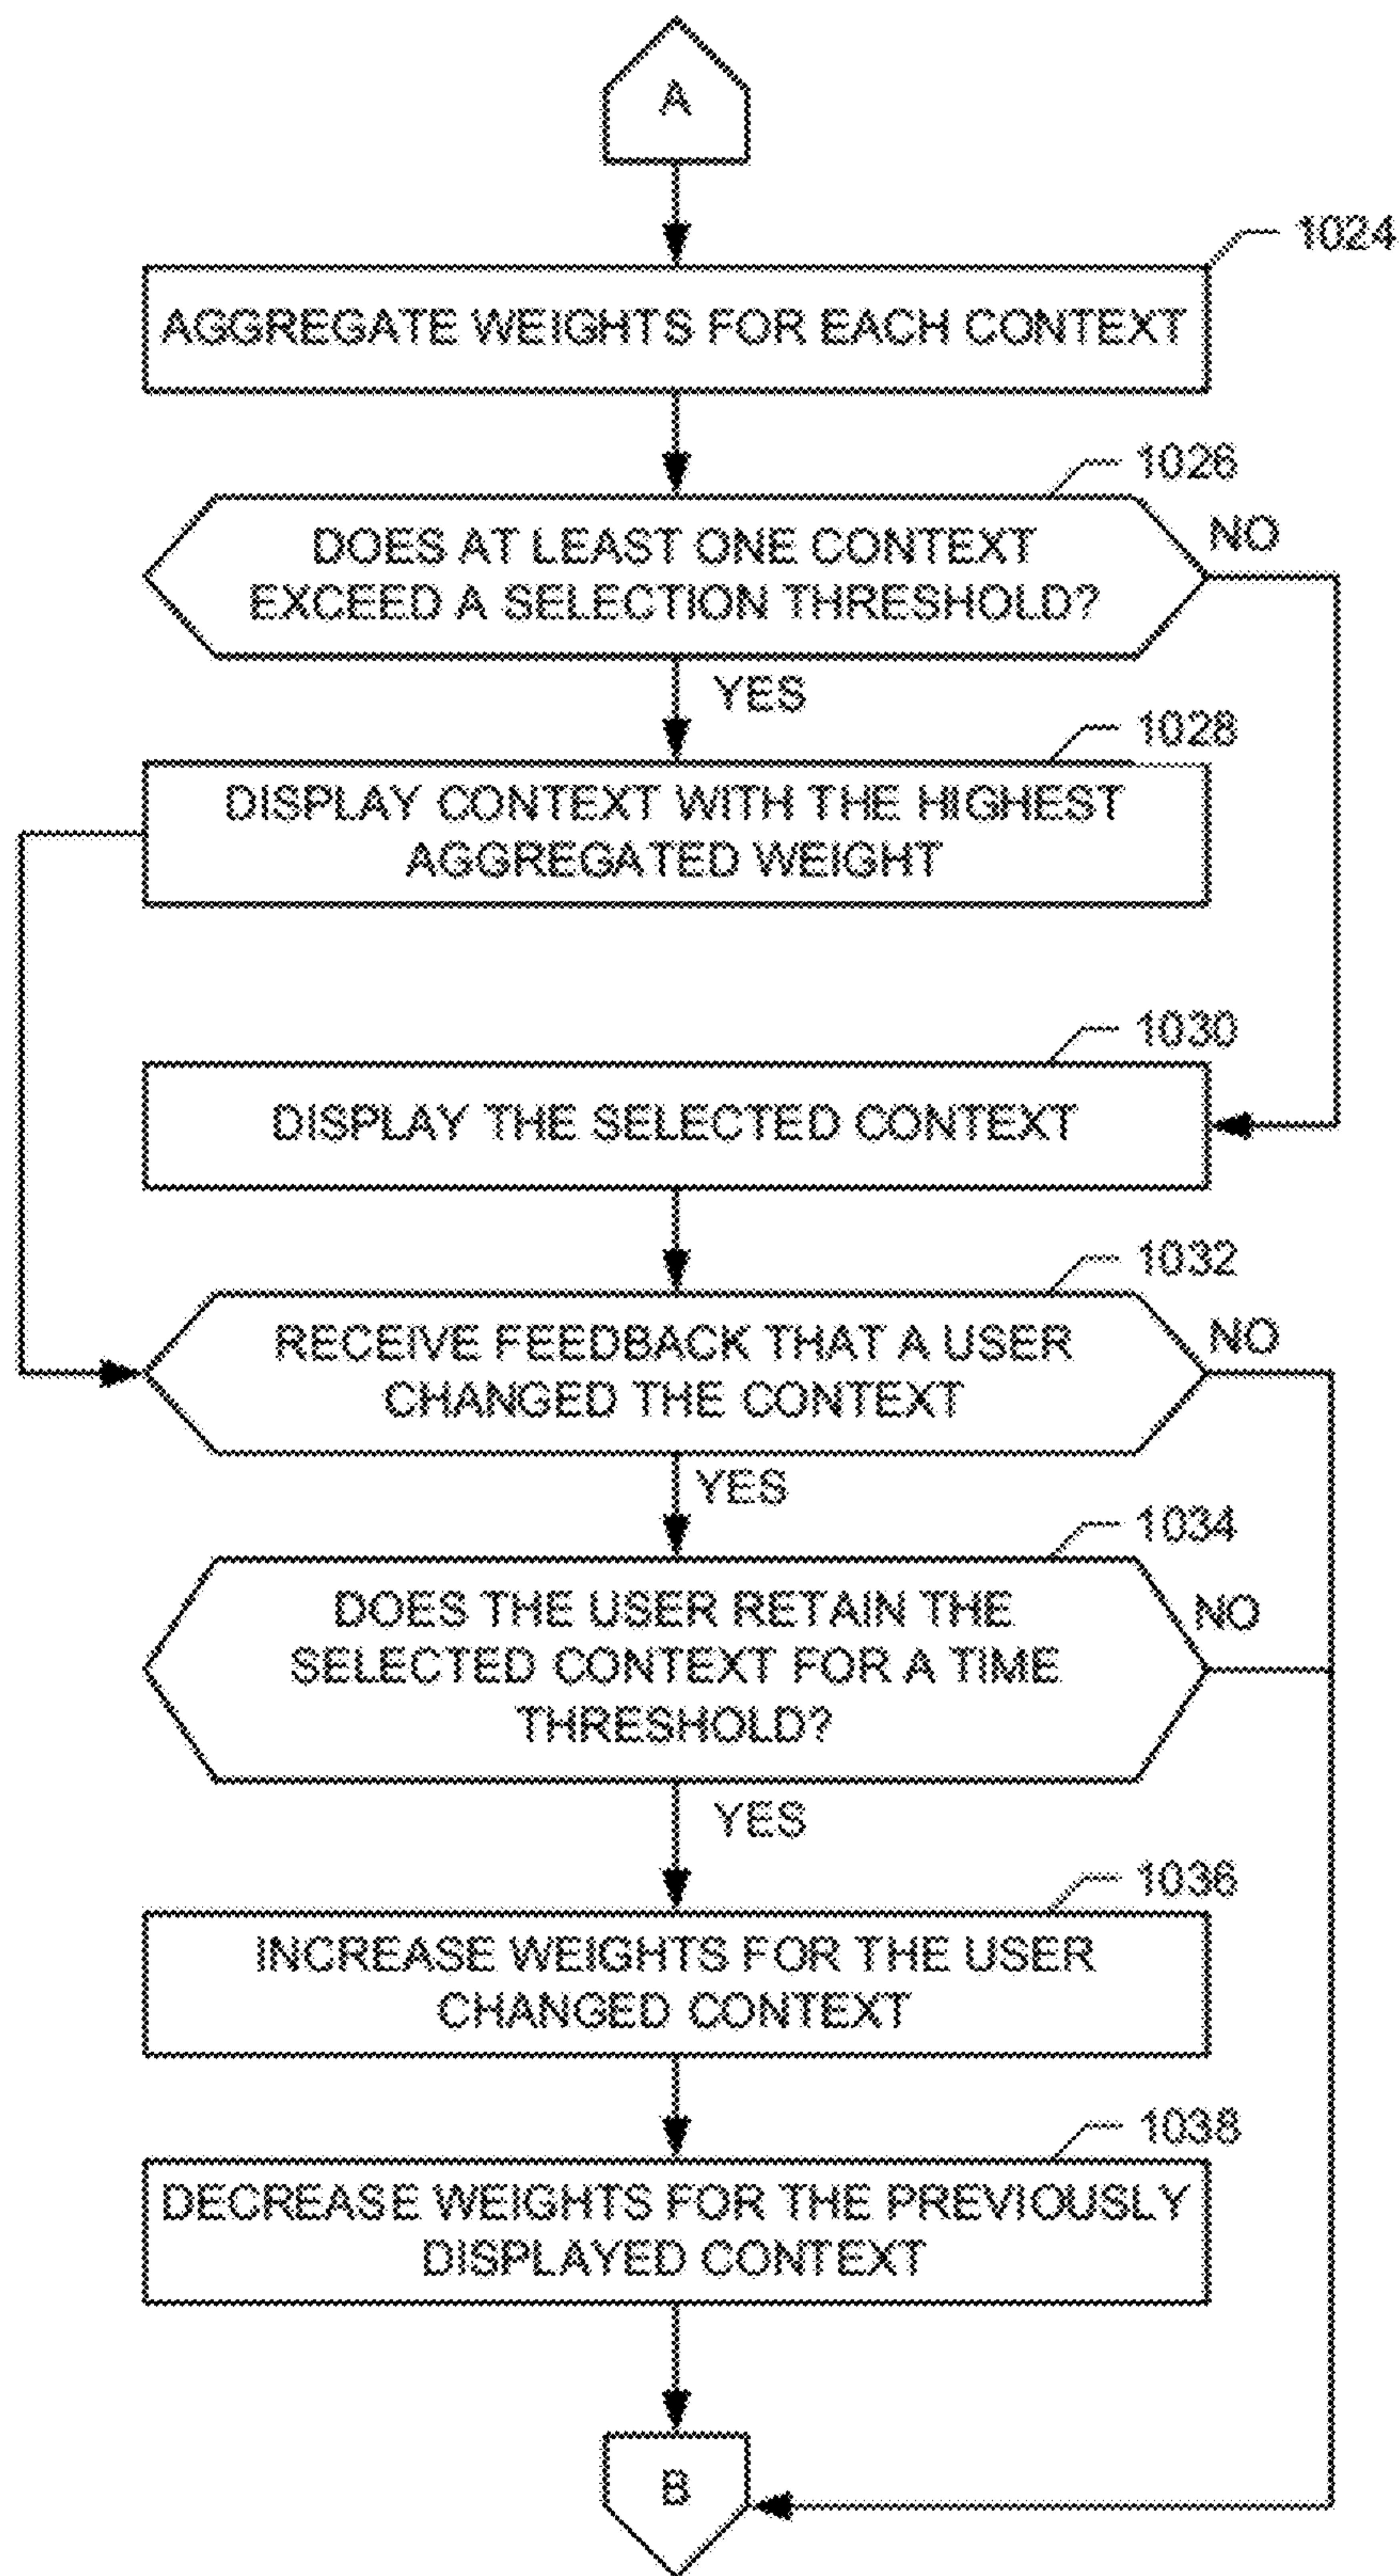 A
1024
AGGREGATE WEIGHTS FOR EACH CONTEXT
1026
DOES AT LEAST ONE CONTEXT
EXCEED A SELECTION THRESHOLD?
NO
YES
1028
DISPLAY CONTEXT WITH THE HIGHEST
AGGREGATED WEIGHT
1030
DISPLAY THE SELECTED CONTEXT
1032
RECEIVE FEEDBACK THAT A USER
CHANGED THE CONTEXT
NO
YES
1034
DOES THE USER RETAIN THE
SELECTED CONTEXT FOR A TIME
THRESHOLD?
NO
YES
1036
INCREASE WEIGHTS FOR THE USER
CHANGED CONTEXT
1038
DECREASE WEIGHTS FOR THE PREVIOUSLY
DISPLAYED CONTEXT
B